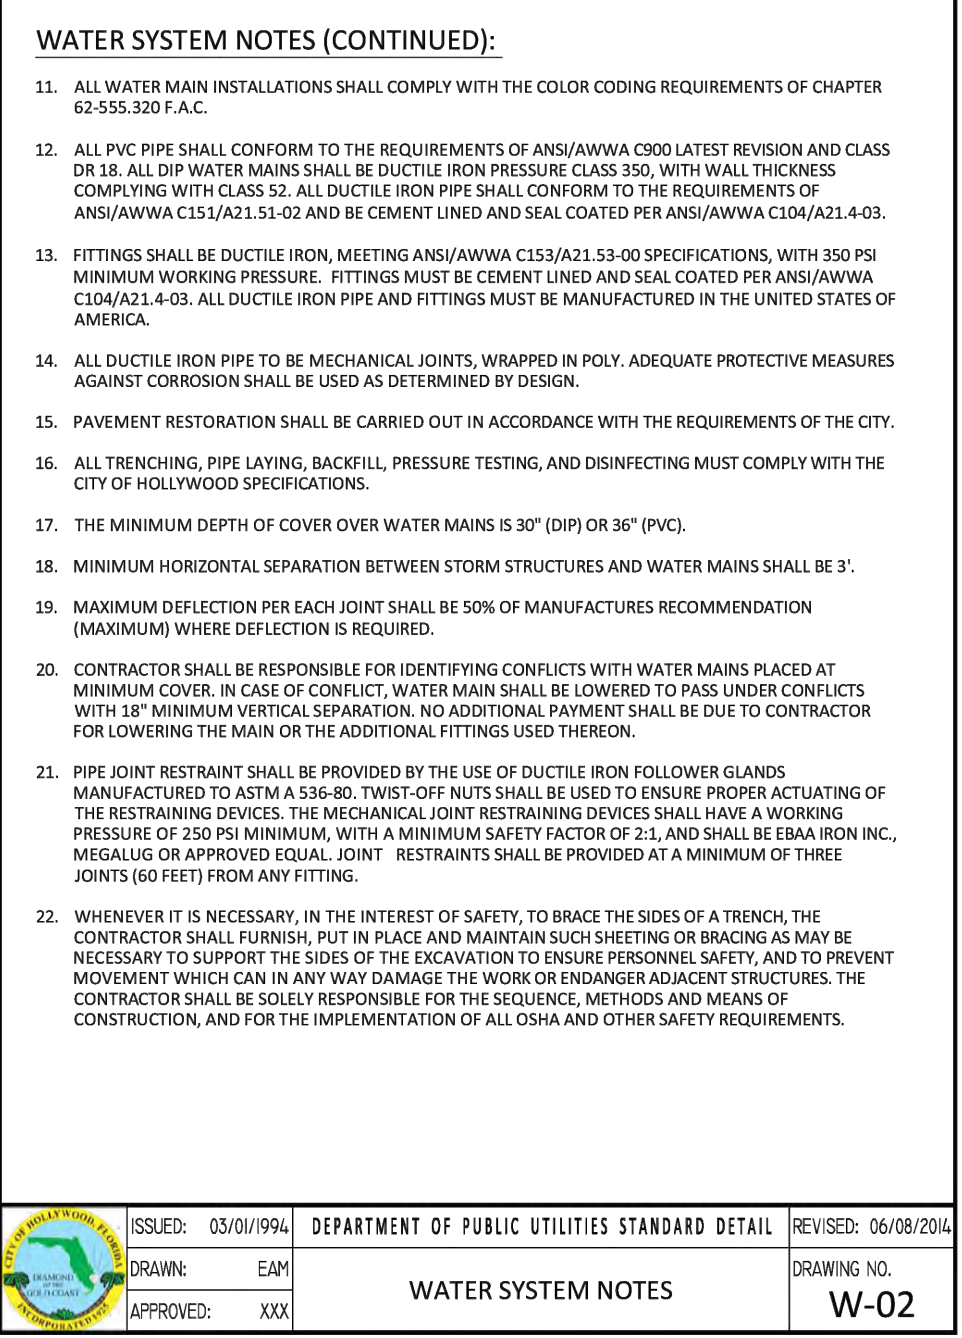 WATER SYSTEM NOTES (CONTINUED):
11. ALL WATER MAIN INSTALLATIONS SHALL COMPLY WITH THE COLOR CODING REQUIREMENTS OF CHAPTER
62-555.320 F.A.C.
12. ALL PVC PIPE SHALL CONFORM TO THE REQUIREMENTS OF ANSI/AWWA C900 LATEST REVISION AND CLASS
DR 18. ALL DIP WATER MAINS SHALL BE DUCTILE IRON PRESSURE CLASS 350, WITH WALL THICKNESS
COMPLYING WITH CLASS 52. ALL DUCTILE IRON PIPE SHALL CONFORM TO THE REQUIREMENTS OF
ANSI/AWWA C151/A21.51-02 AND BE CEMENT LINED AND SEAL COATED PER ANSI/AWWA C104/A21.4-03.
13. FITTINGS SHALL BE DUCTILE IRON, MEETING ANSI/AWWA C153/A21.53-00 SPECIFICATIONS, WITH 350 PSI
MINIMUM WORKING PRESSURE. FITTINGS MUST BE CEMENT LINED AND SEAL COATED PER ANSI/AWWA
C104/A21.4-03. ALL DUCTILE IRON PIPE AND FITTINGS MUST BE MANUFACTURED IN THE UNITED STATES OF
AMERICA.
14. ALL DUCTILE IRON PIPE TO BE MECHANICAL JOINTS, WRAPPED IN POLY. ADEQUATE PROTECTIVE MEASURES
AGAINST CORROSION SHALL BE USED AS DETERMINED BY DESIGN.
15. PAVEMENT RESTORATION SHALL BE CARRIED OUT IN ACCORDANCE WITH THE REQUIREMENTS OF THE CITY.
16. ALL TRENCHING, PIPE LAYING, BACKFILL, PRESSURE TESTING, AND DISINFECTING MUST COMPLY WITH THE
CITY OF HOLLYWOOD SPECIFICATIONS.
17. THE MINIMUM DEPTH OF COVER OVER WATER MAINS IS 30" (DIP) OR 36" (PVC).
18. MINIMUM HORIZONTAL SEPARATION BETWEEN STORM STRUCTURES AND WATER MAINS SHALL BE 3'.
19. MAXIMUM DEFLECTION PER EACH JOINT SHALL BE 50% OF MANUFACTURES RECOMMENDATION
(MAXIMUM) WHERE DEFLECTION IS REQUIRED.
20. CONTRACTOR SHALL BE RESPONSIBLE FOR IDENTIFYING CONFLICTS WITH WATER MAINS PLACED AT
MINIMUM COVER. IN CASE OF CONFLICT, WATER MAIN SHALL BE LOWERED TO PASS UNDER CONFLICTS
WITH 18" MINIMUM VERTICAL SEPARATION. NO ADDITIONAL PAYMENT SHALL BE DUE TO CONTRACTOR
FOR LOWERING THE MAIN OR THE ADDITIONAL FITTINGS USED THEREON.
21. PIPE JOINT RESTRAINT SHALL BE PROVIDED BY THE USE OF DUCTILE IRON FOLLOWER GLANDS
MANUFACTURED TO ASTM A 536-80. TWIST-OFF NUTS SHALL BE USED TO ENSURE PROPER ACTUATING OF
THE RESTRAINING DEVICES. THE MECHANICAL JOINT RESTRAINING DEVICES SHALL HAVE A WORKING
PRESSURE OF 250 PSI MINIMUM, WITH A MINIMUM SAFETY FACTOR OF 2:1, AND SHALL BE EBAA IRON INC.,
MEGALUG OR APPROVED EQUAL. JOINT RESTRAINTS SHALL BE PROVIDED AT A MINIMUM OF THREE
JOINTS (60 FEET) FROM ANY FITTING.
22. WHENEVER IT IS NECESSARY, IN THE INTEREST OF SAFETY, TO BRACE THE SIDES OF A TRENCH, THE
CONTRACTOR SHALL FURNISH, PUT IN PLACE AND MAINTAIN SUCH SHEETING OR BRACING AS MAY BE
NECESSARY TO SUPPORT THE SIDES OF THE EXCAVATION TO ENSURE PERSONNEL SAFETY, AND TO PREVENT
MOVEMENT WHICH CAN IN ANY WAY DAMAGE THE WORK OR ENDANGER ADJACENT STRUCTURES. THE
CONTRACTOR SHALL BE SOLELY RESPONSIBLE FOR THE SEQUENCE, METHODS AND MEANS OF
CONSTRUCTION, AND FOR THE IMPLEMENTATION OF ALL OSHA AND OTHER SAFETY REQUIREMENTS.
CITY OF HOLLYWOOD, FLORIDA
DIAMOND
OF THE
GOLD COAST
INCORPORATED 1925
ISSUED: 03/01/1994
DRAWN: EAM
APPROVED: XXX
DEPARTMENT OF PUBLIC UTILITIES STANDARD DETAIL
WATER SYSTEM NOTES
REVISED: 06/08/2014
DRAWING NO.
W-02